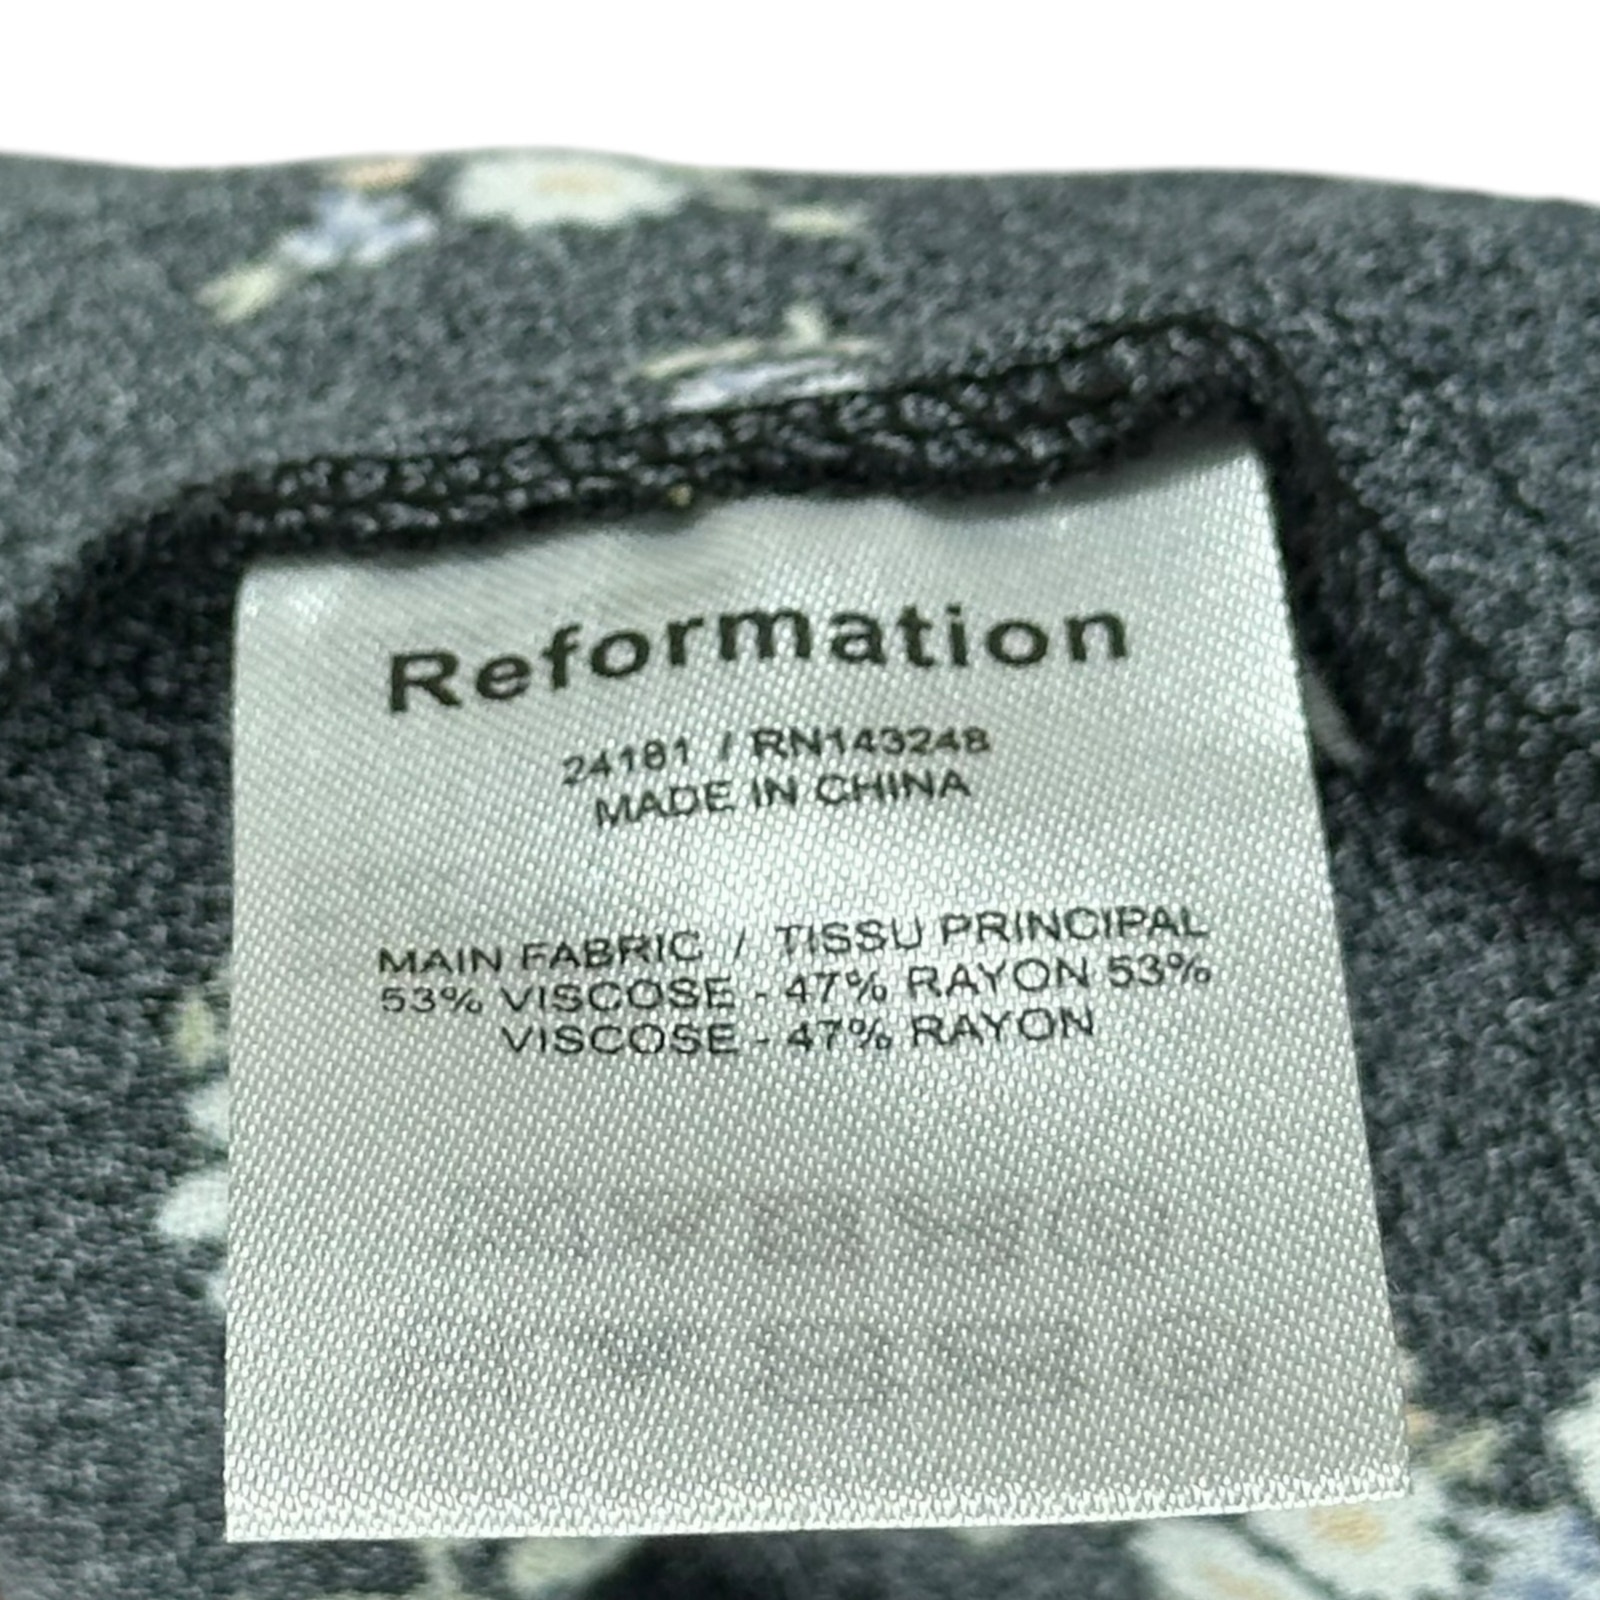 Reformation
24181 / RN143248
MADE IN CHINA
MAIN FABRIC / TISSU PRINCIPAL
53% VISCOSE - 47% RAYON 53%
VISCOSE - 47% RAYON